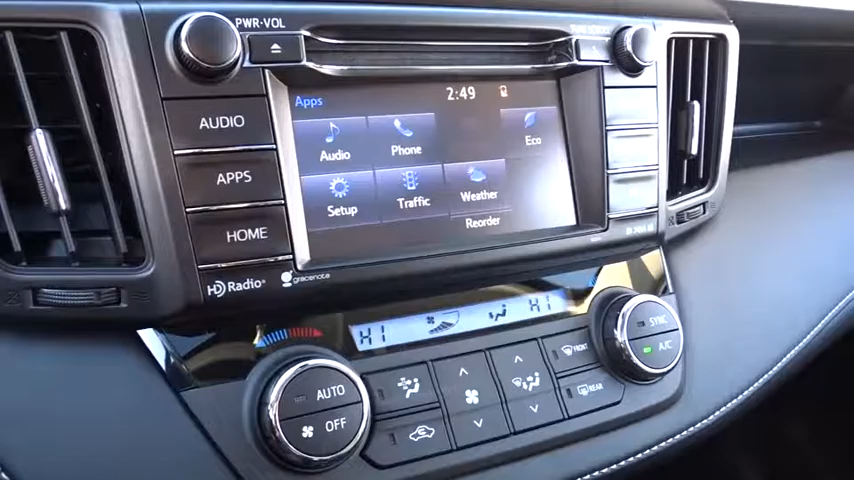 PWR·VOL
Apps
2:49
AUDIO
Audio
Phone
Eco
APPS
Setup
Traffic
Weather
HOME
Reorder
HD Radio
gracenote
HI
HI
SYNC
A/C
FRONT
REAR
AUTO
OFF